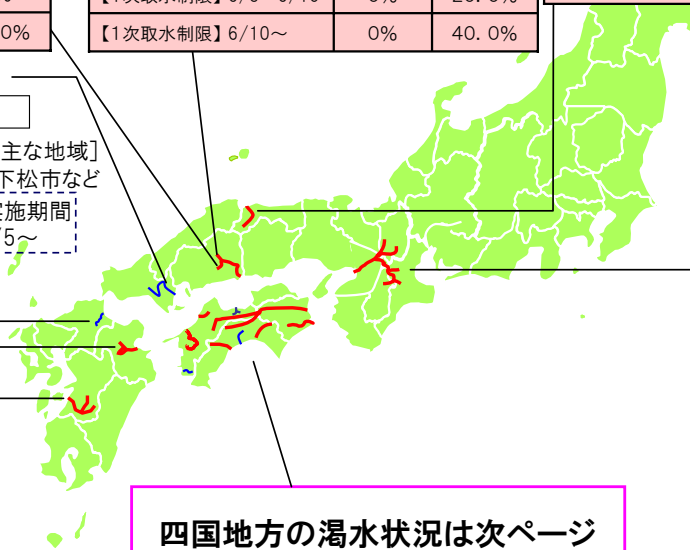 0%
【1次取水制限】 6/10～ 0% 40.0%
主な地域]
下松市など
施期間
5～
四国地方の渇水状況は次ページ